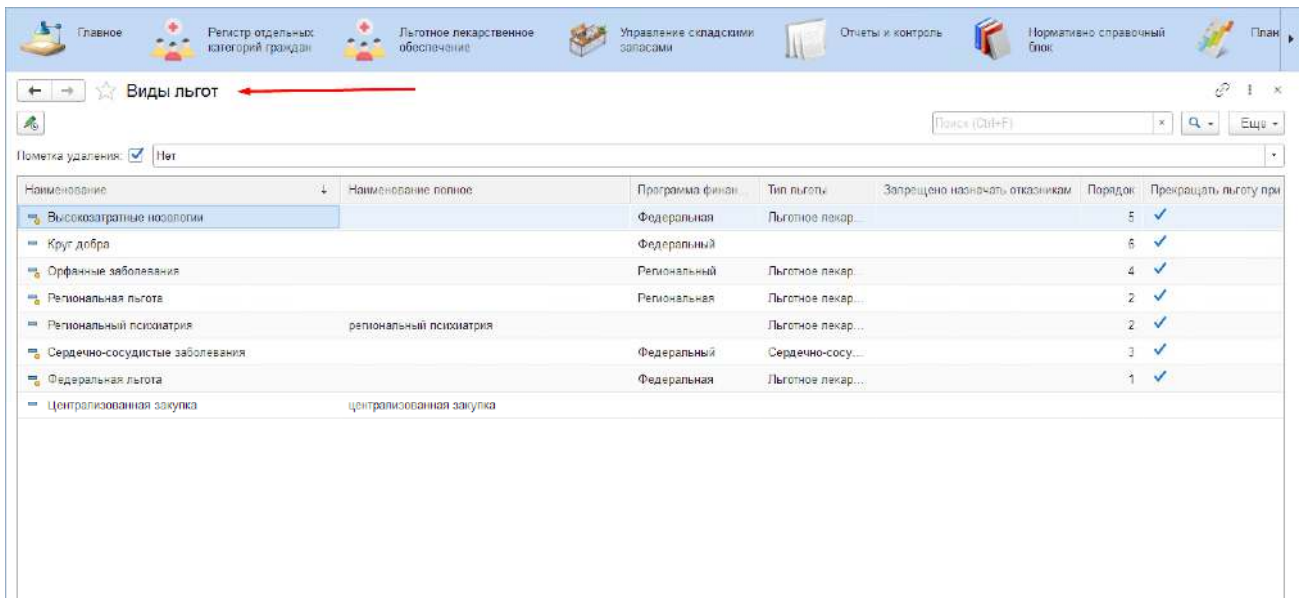 Главное
Регистр отдельных
категорий граждан
Льготное лекарственное
обеспечение
Управление складскими
запасами
Отчеты и контроль
Нормативно справочный
блок
План
Виды льгот
Поиск (Ctrl+F)
Еще
Пометка удаления: Нет
Наименование Наименование полное Программа финан... Тип льготы Запрещено назначать отказникам Порядок Прекращать льготу при
Высокозатратные нозологии Федеральная Льготное лекар... 5
Круг добра Федеральный 6
Орфанные заболевания Региональный Льготное лекар... 4
Региональная льгота Региональная Льготное лекар... 2
Региональный психиатрия региональный психиатрия Льготное лекар... 2
Сердечно-сосудистые заболевания Федеральный Сердечно-сосу... 3
Федеральная льгота Федеральная Льготное лекар... 1
Централизованная закупка централизованная закупка